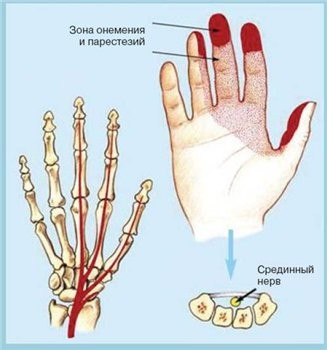 Зона онемения
и парестезий
Срединный
нерв